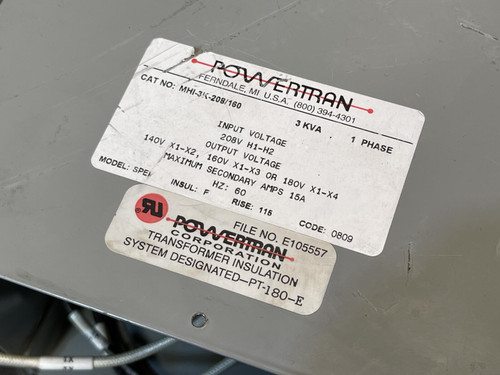 POWERTRAN
FERNDALE, MI U.S.A. (800) 394-4301
CAT NO: MHI-3K-208/160 3 KVA . 1 PHASE
INPUT VOLTAGE
208V H1-H2
OUTPUT VOLTAGE
140V X1-X2, 160V X1-X3 OR 180V X1-X4
MAXIMUM SECONDARY AMPS 15A
MODEL: SPE HZ: 60
INSUL: F RISE: 115 CODE: 0809
RU FILE NO. E105557
POWERTRAN
CORPORATION
TRANSFORMER INSULATION
SYSTEM DESIGNATED-PT-180-E